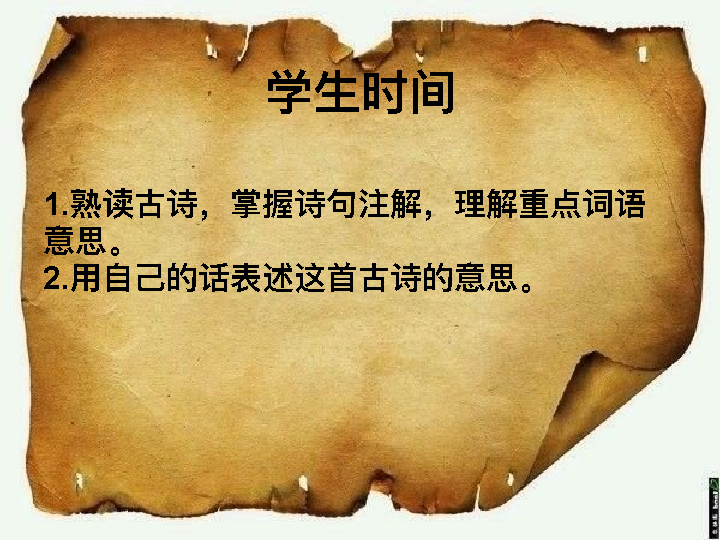 学生时间
1.熟读古诗，掌握诗句注解，理解重点词语
意思。
2.用自己的话表述这首古诗的意思。